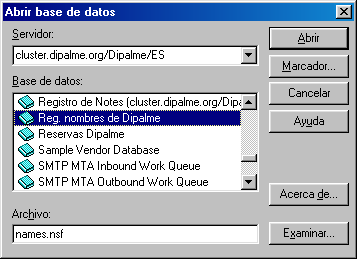 Abrir base de datos
Servidor:
cluster.dipalme.org/Dipalme/ES
Abrir
Marcador...
Cancelar
Ayuda
Base de datos:
Registro de Notes (cluster.dipalme.org/Dipa
Reg. nombres de Dipalme
Reservas Dipalme
Sample Vendor Database
SMTP MTA Inbound Work Queue
SMTP MTA Outbound Work Queue
Acerca de...
Archivo:
names.nsf
Examinar...